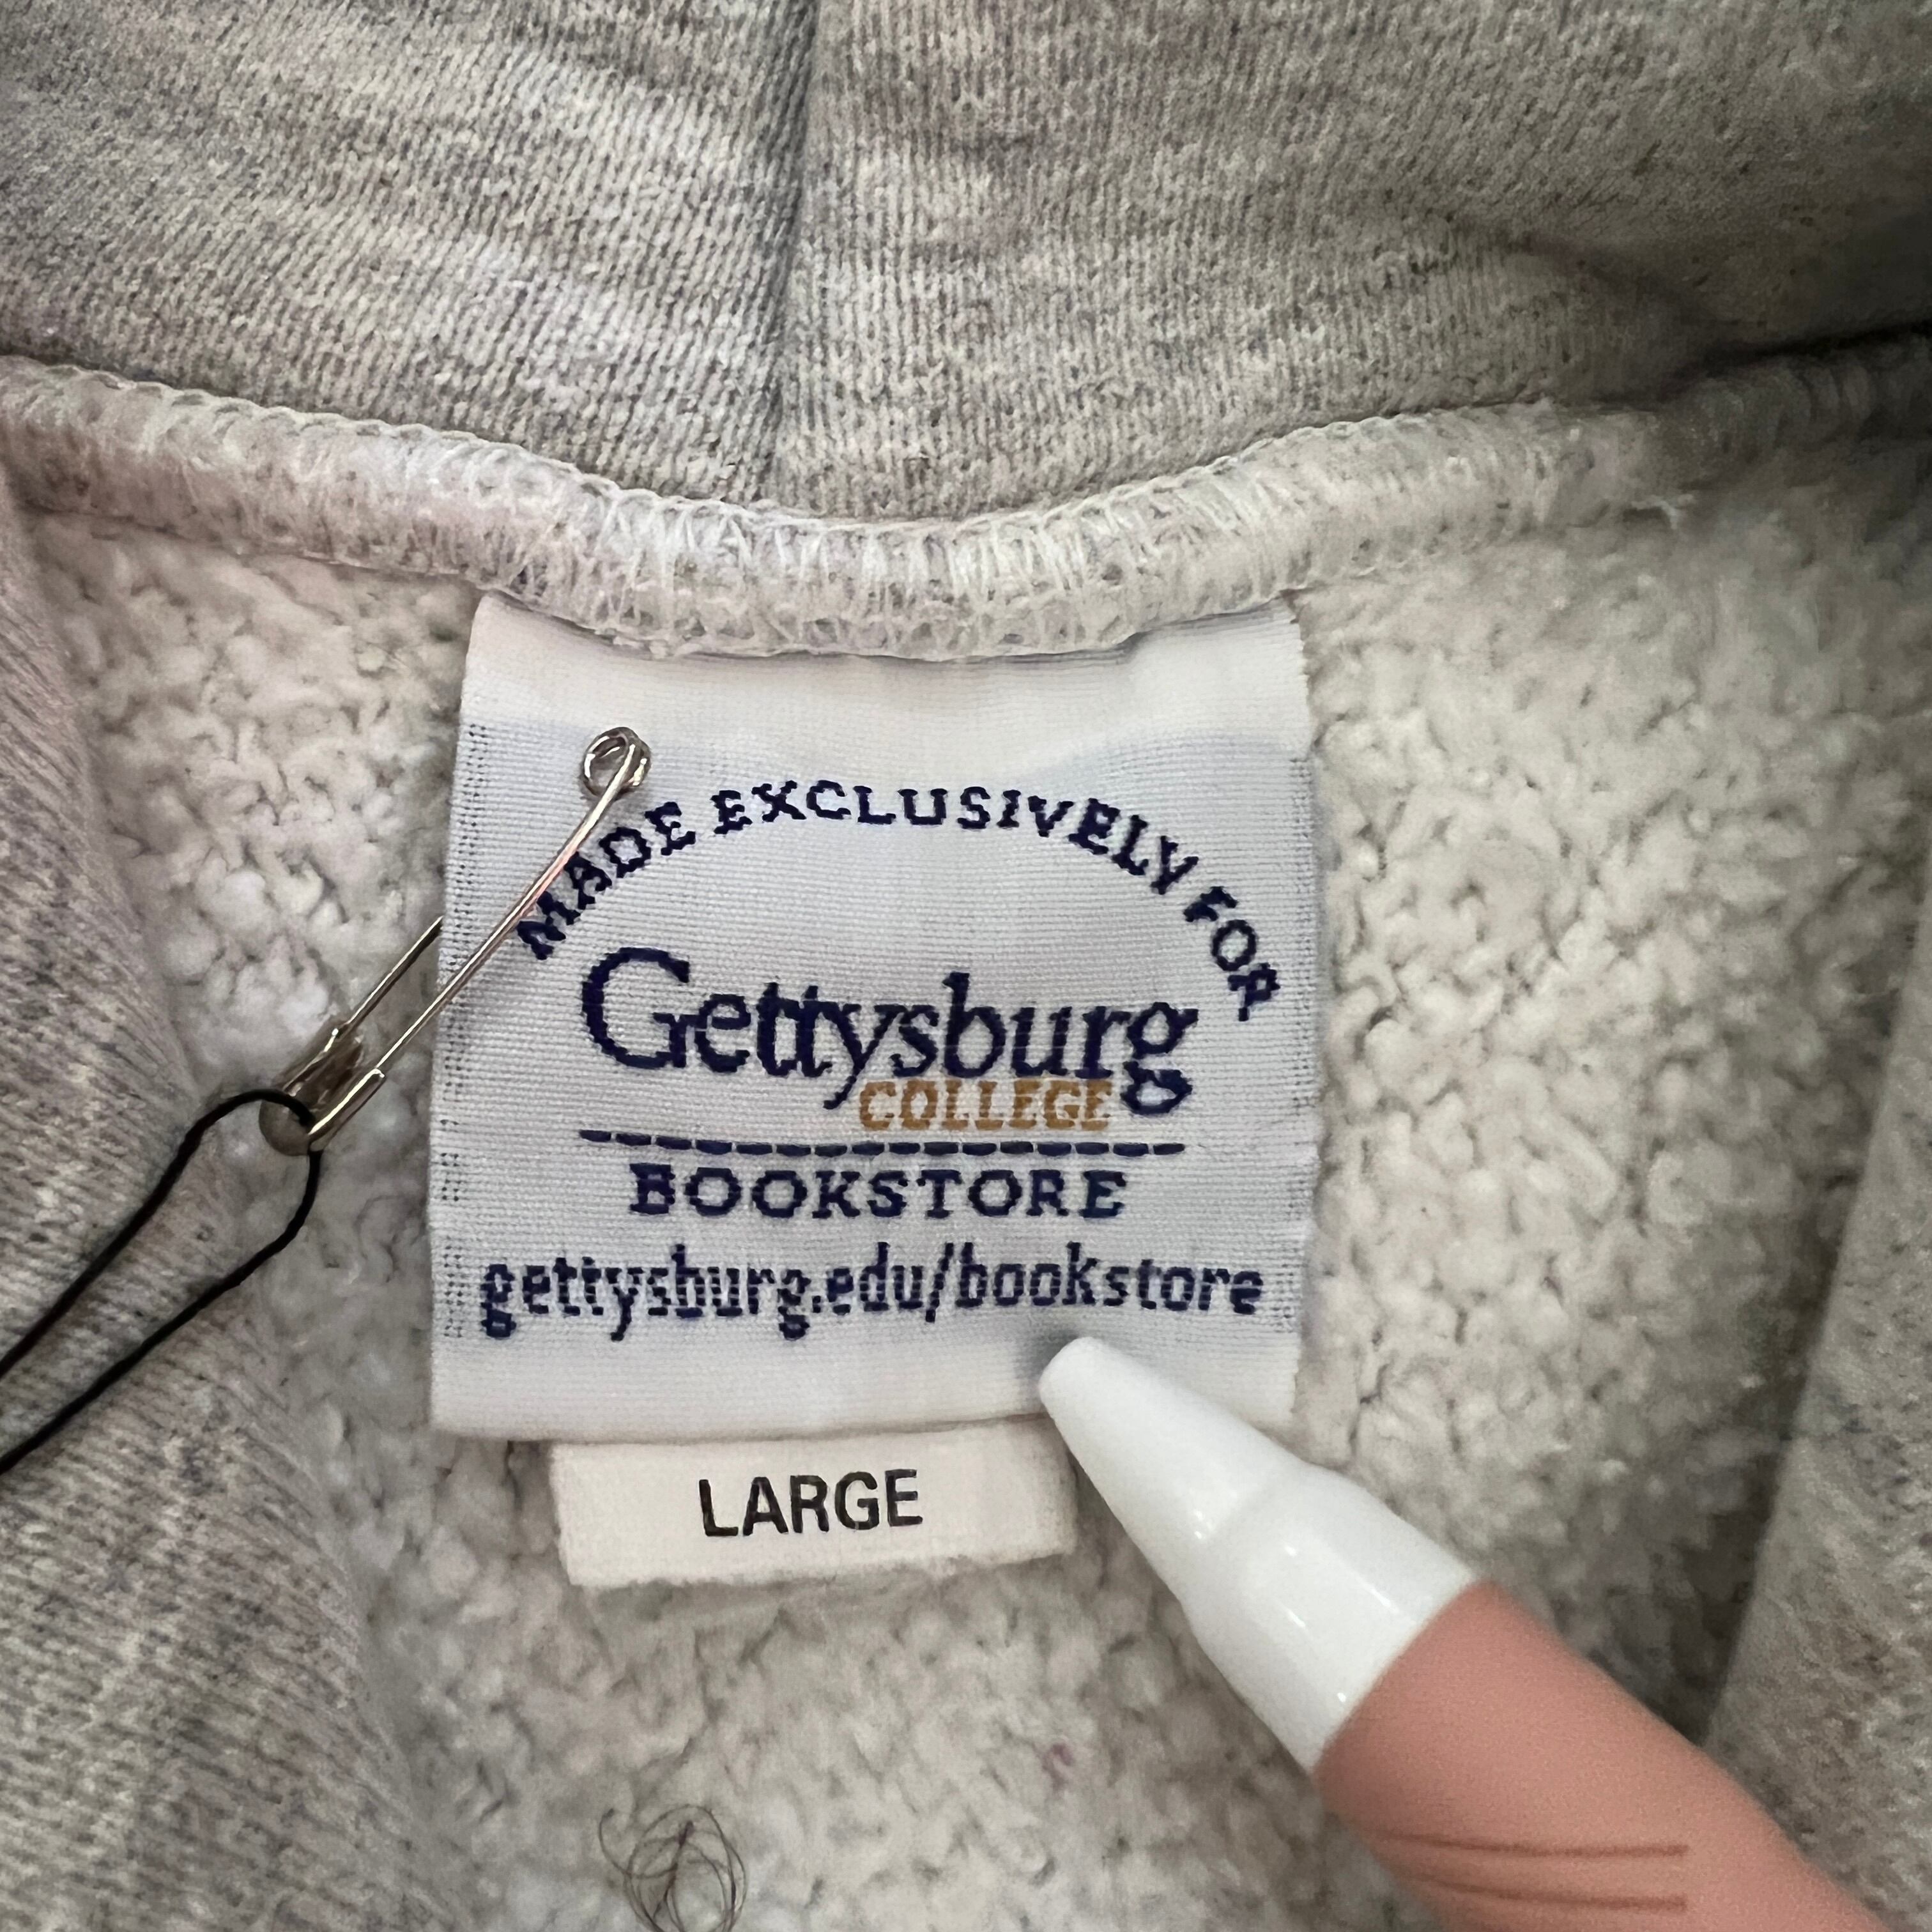 MADE EXCLUSIVELY FOR
Gettysburg
COLLEGE
BOOKSTORE
gettysburg.edu/bookstore
LARGE